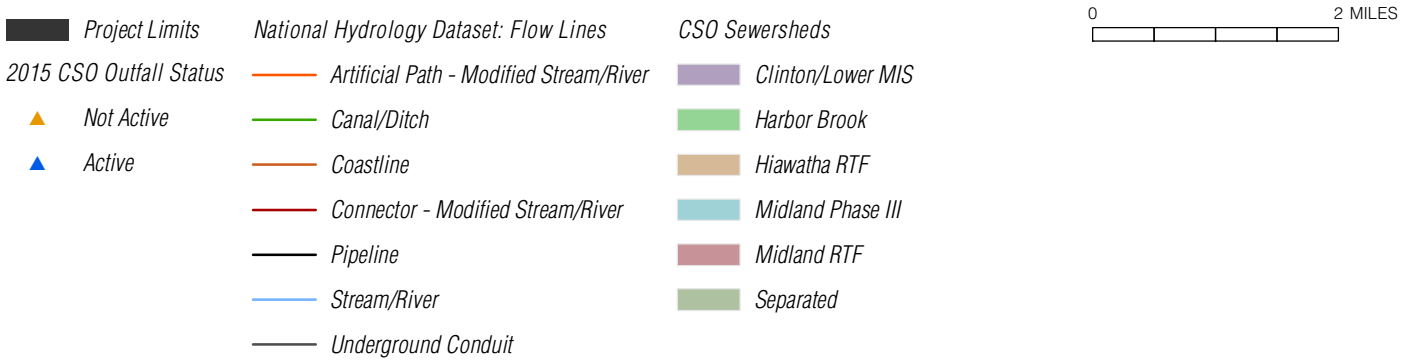 Project Limits
2015 CSO Outfall Status
Not Active
Active
National Hydrology Dataset: Flow Lines
Artificial Path - Modified Stream/River
Canal/Ditch
Coastline
Connector - Modified Stream/River
Pipeline
Stream/River
Underground Conduit
CSO Sewersheds
Clinton/Lower MIS
Harbor Brook
Hiawatha RTF
Midland Phase III
Midland RTF
Separated
0 2 MILES